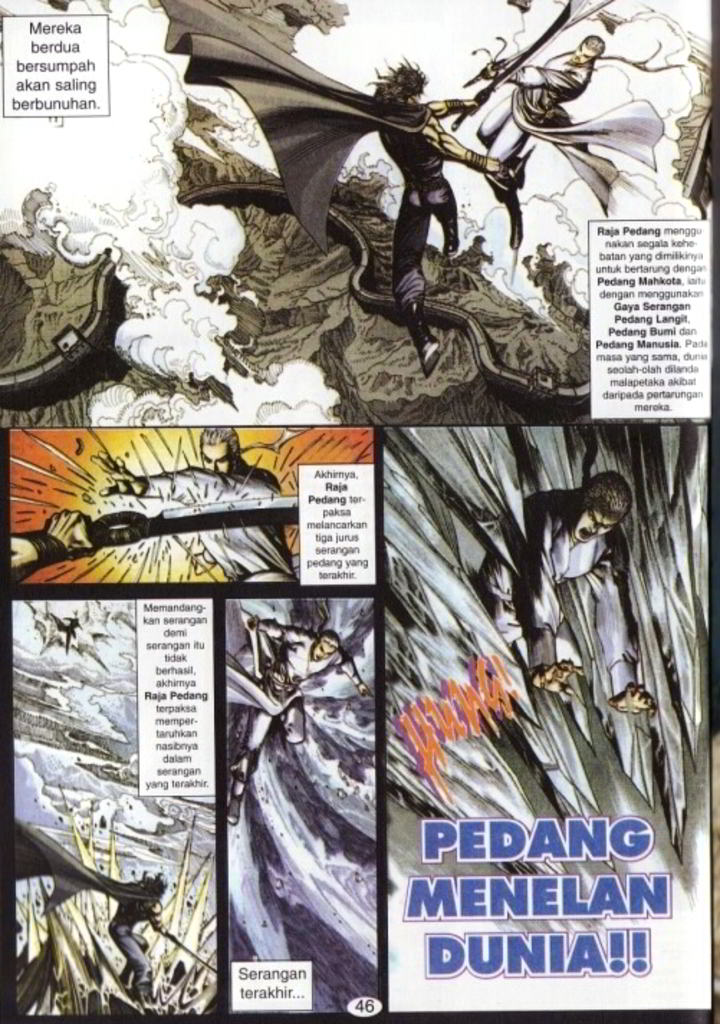 Mereka
berdua
bersumpah
akan saling
berbunuhan.
Raja Pedang menggu
nakan segala kehe-
batan yang dimilikinya
untuk bertarung dengan
Pedang Mahkota, iaitu
dengan menggunakan
Gaya Serangan
Pedang Langit,
Pedang Bumi dan
Pedang Manusia. Pada
masa yang sama, dunia
seolah-olah dilanda
malapetaka akibat
daripada pertarungan
mereka.
Akhirnya,
Raja
Pedang ter-
paksa
melancarkan
tiga jurus
serangan
pedang yang
terakhir.
Memandang-
kan serangan
demi
serangan itu
tidak
berhasil,
akhirnya
Raja Pedang
terpaksa
memper-
taruhkan
nasibnya
dalam
serangan
yang terakhir.
Serangan
terakhir...
PEDANG
MENELAN
DUNIA!!
46